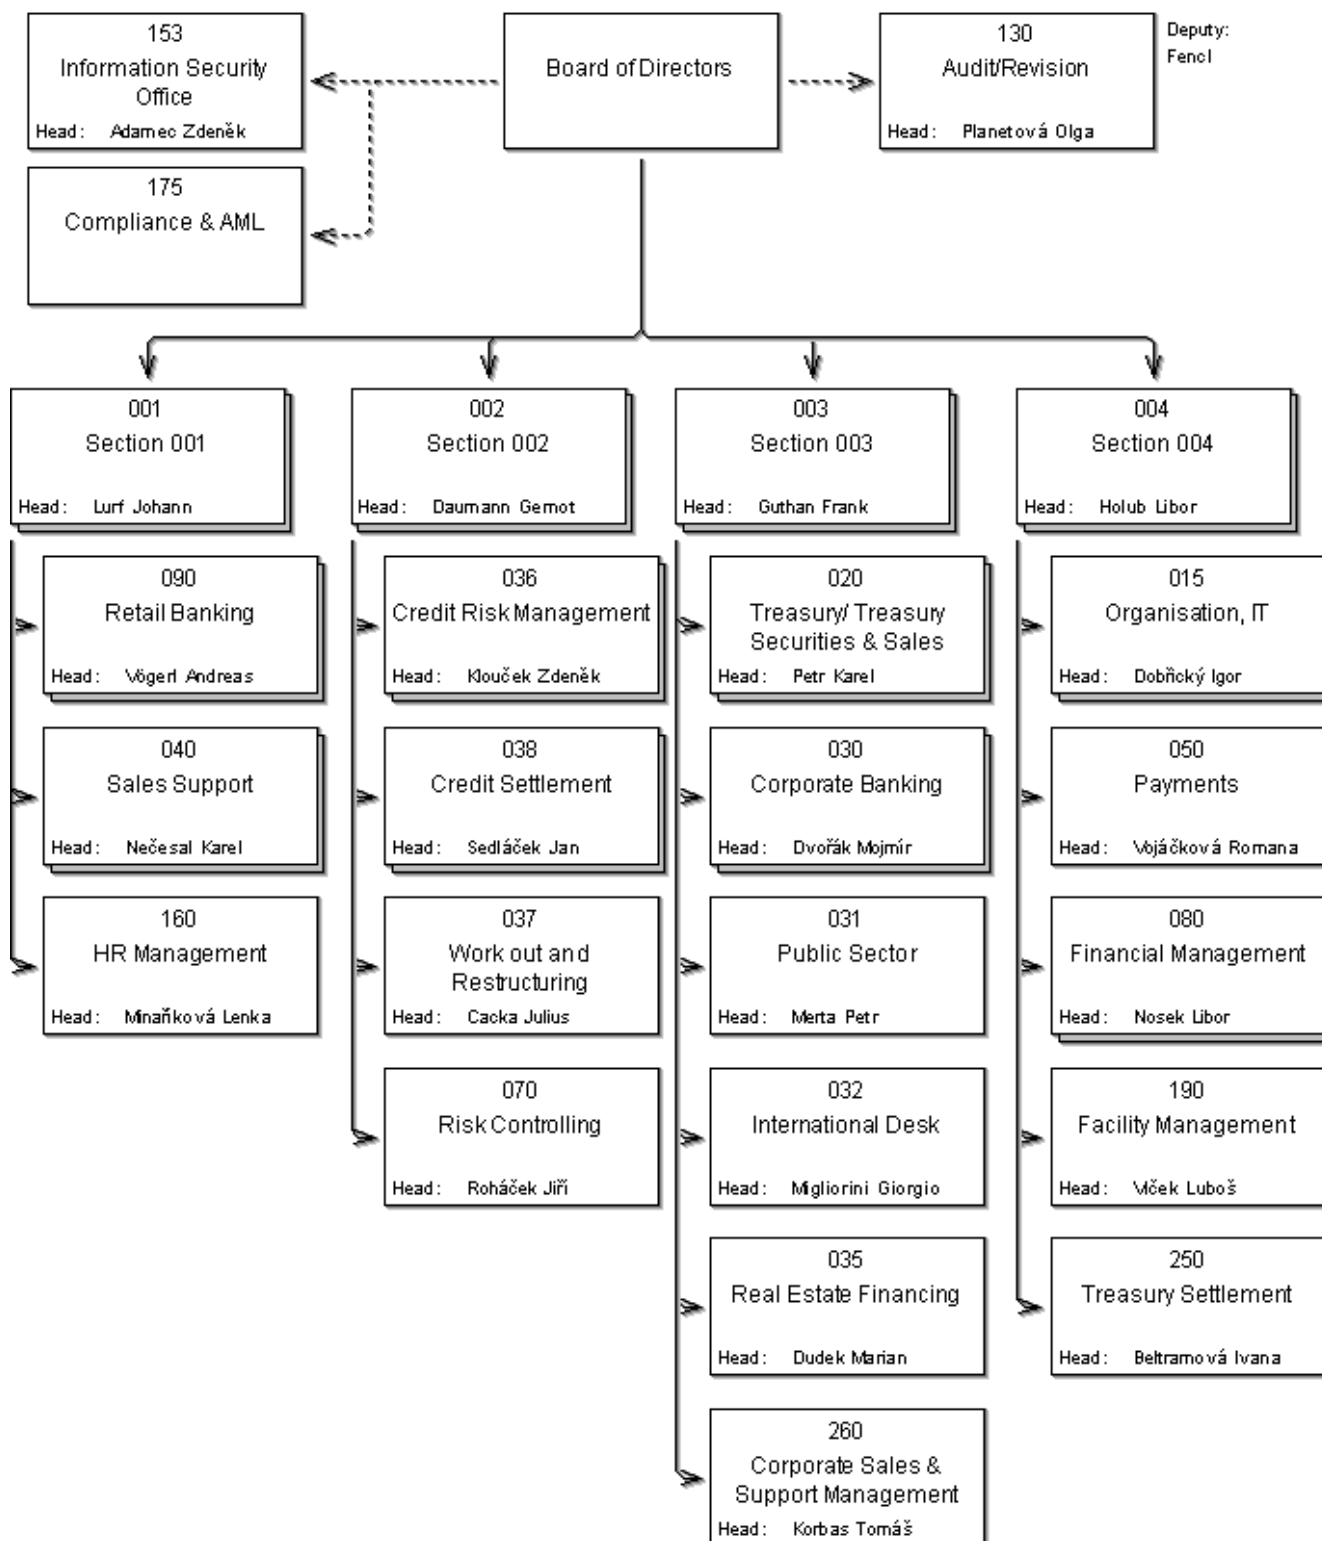 153
Information Security
Office
Head: Adamec Zdeněk
Board of Directors
130
Audit/Revision
Head: Planetová Olga
Deputy:
Fencl
175
Compliance & AML
001
Section 001
Head: Lurf Johann
002
Section 002
Head: Daumann Gernot
003
Section 003
Head: Guthan Frank
004
Section 004
Head: Holub Libor
090
Retail Banking
Head: Vögerl Andreas
036
Credit Risk Management
Head: Klouček Zdeněk
020
Treasury/ Treasury
Securities & Sales
Head: Petr Karel
015
Organisation, IT
Head: Dobřický Igor
040
Sales Support
Head: Nečesal Karel
038
Credit Settlement
Head: Sedláček Jan
030
Corporate Banking
Head: Dvořák Mojmír
050
Payments
Head: Vojáčková Romana
160
HR Management
Head: Minaříková Lenka
037
Work out and
Restructuring
Head: Cacka Julius
031
Public Sector
Head: Merta Petr
080
Financial Management
Head: Nosek Libor
070
Risk Controlling
Head: Roháček Jiří
032
International Desk
Head: Migliorini Giorgio
190
Facility Management
Head: Vlček Luboš
035
Real Estate Financing
Head: Dudek Marian
250
Treasury Settlement
Head: Beltramová Ivana
260
Corporate Sales &
Support Management
Head: Korbas Tomáš